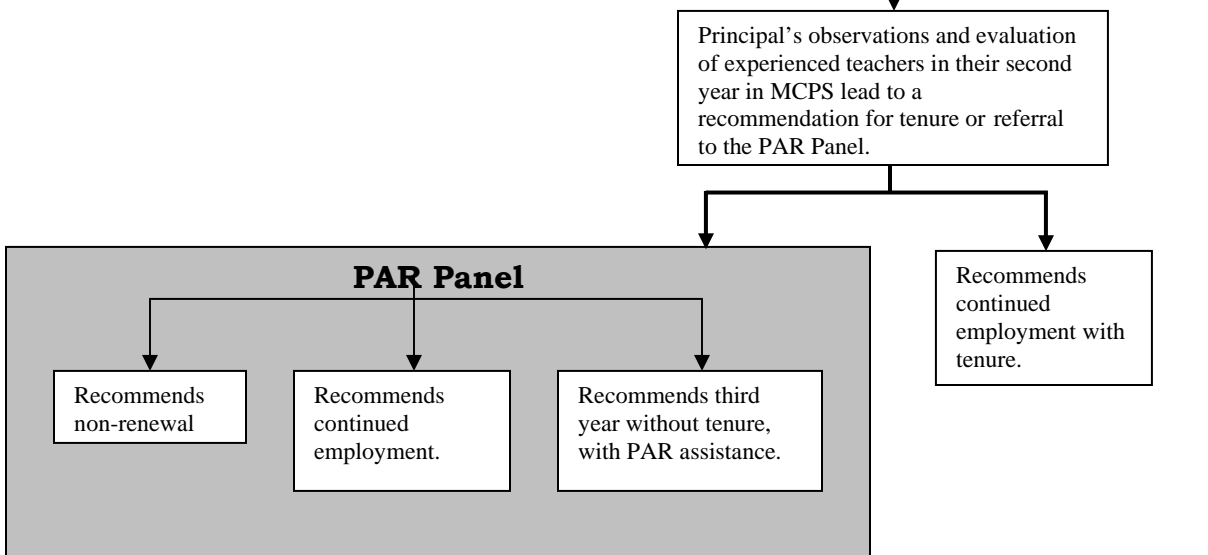 Principal's observations and evaluation
of experienced teachers in their second
year in MCPS lead to a
recommendation for tenure or referral
to the PAR Panel.
PAR Panel
Recommends
continued
employment with
tenure.
Recommends
non-renewal
Recommends
continued
employment.
Recommends third
year without tenure,
with PAR assistance.